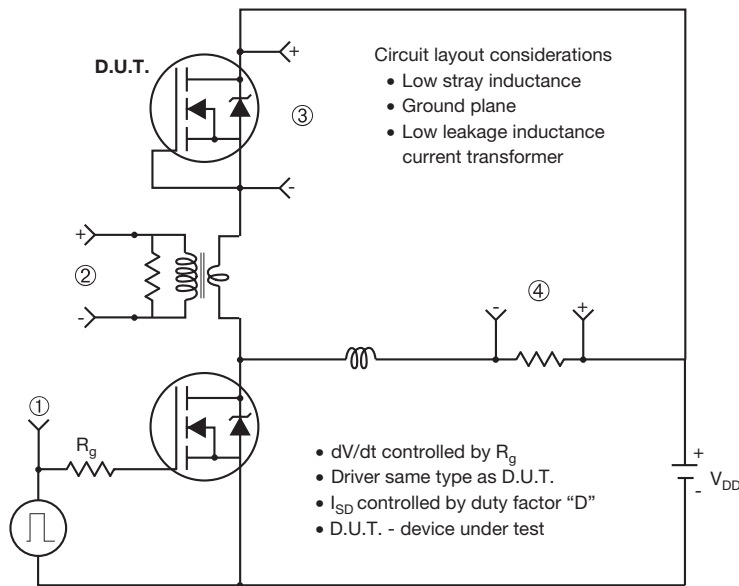 D.U.T.
+
③
-
Circuit layout considerations
• Low stray inductance
• Ground plane
• Low leakage inductance
current transformer
+
②
-
④
-
+
①
Rg
+
VDD
-
• dV/dt controlled by Rg
• Driver same type as D.U.T.
• ISD controlled by duty factor “D”
• D.U.T. - device under test